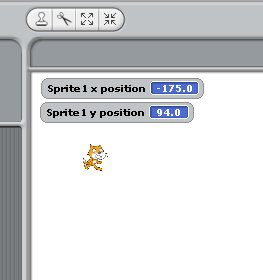 Sprite1 x position -175.0
Sprite1 y position 94.0